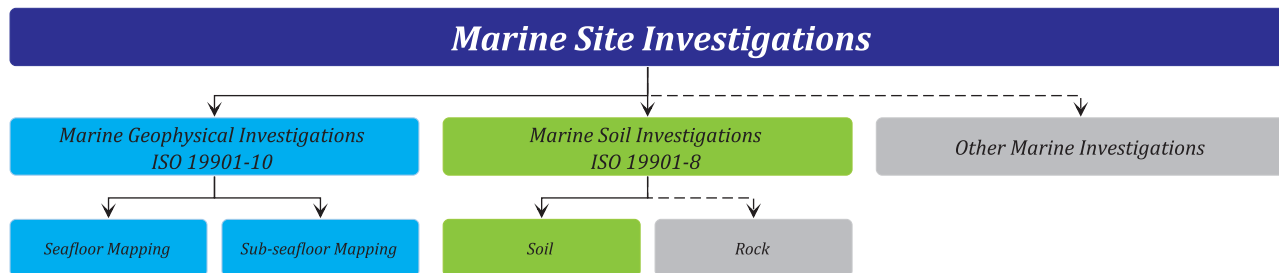 Marine Site Investigations
Marine Geophysical Investigations
ISO 19901-10
Marine Soil Investigations
ISO 19901-8
Other Marine Investigations
Seafloor Mapping
Sub-seafloor Mapping
Soil
Rock